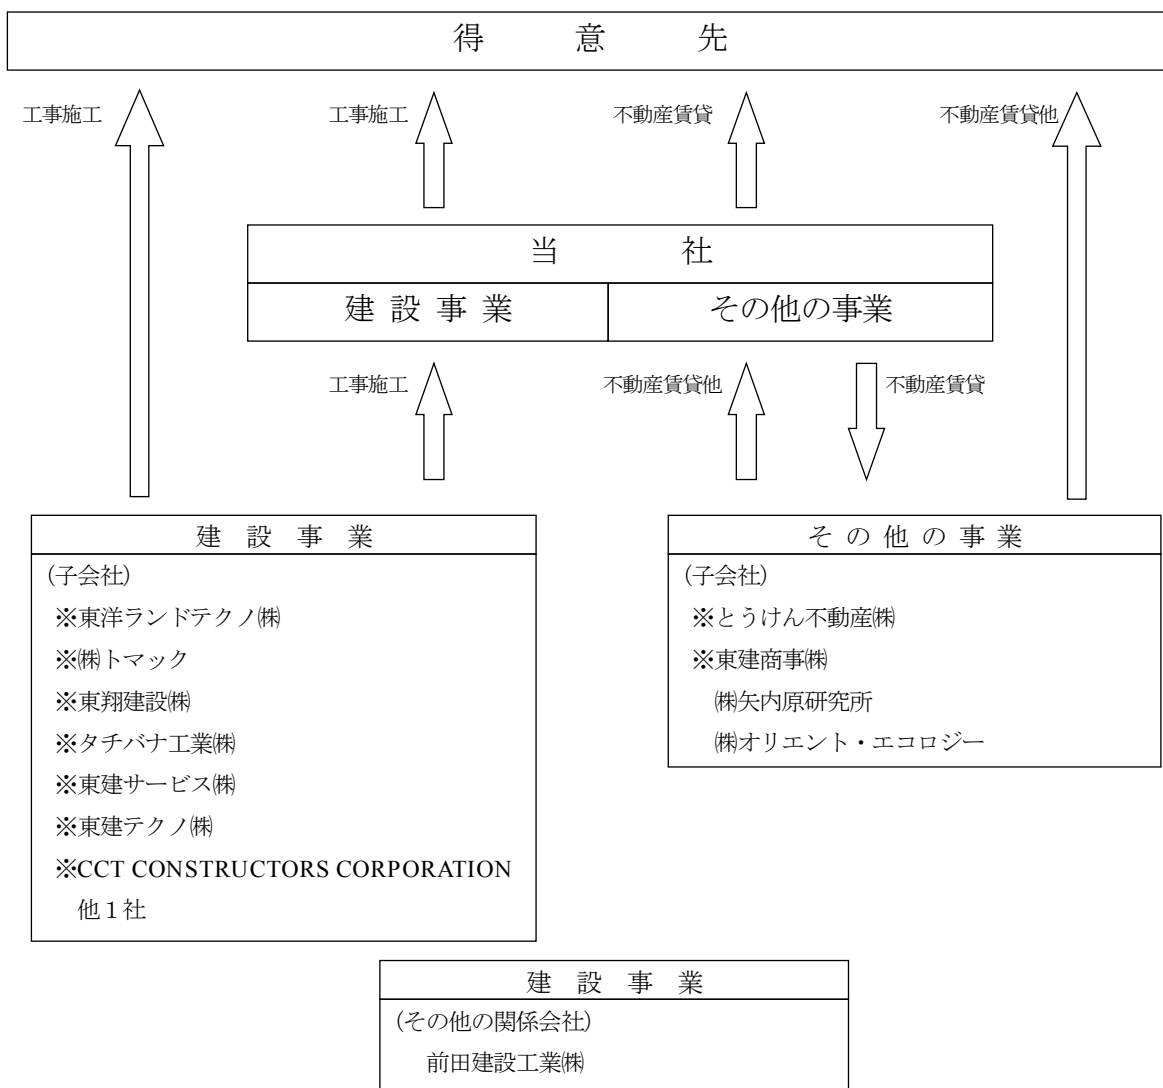 得意先
工事施工
工事施工
不動産賃貸
不動産賃貸他
当社
建設事業
その他の事業
工事施工
不動産賃貸他
不動産賃貸
建設事業
(子会社)
※東洋ランドテクノ㈱
※㈱トマック
※東翔建設㈱
※タチバナ工業㈱
※東建サービス㈱
※東建テクノ㈱
※CCT CONSTRUCTORS CORPORATION
他１社
その他の事業
(子会社)
※とうけん不動産㈱
※東建商事㈱
㈱矢内原研究所
㈱オリエント・エコロジー
建設事業
(その他の関係会社)
前田建設工業㈱